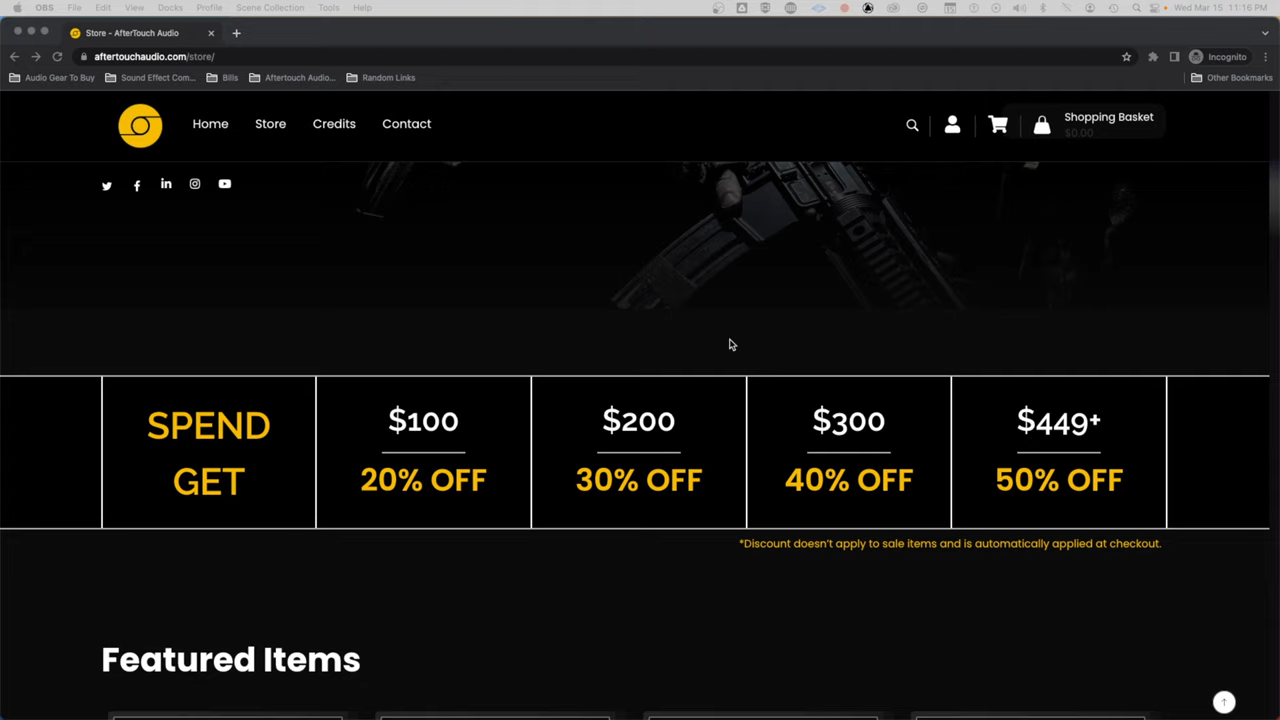 OBS File Edit View Docks Profile Scene Collection Tools Help Wed Mar 15 11:16 PM
Store - AfterTouch Audio
aftertouchaudio.com/store/ Incognito
Audio Gear To Buy Sound Effect Com... Bills Aftertouch Audio... Random Links Other Bookmarks
Home Store Credits Contact Shopping Basket
$0.00
SPEND $100 $200 $300 $449+
GET 20% OFF 30% OFF 40% OFF 50% OFF
*Discount doesn't apply to sale items and is automatically applied at checkout.
Featured Items